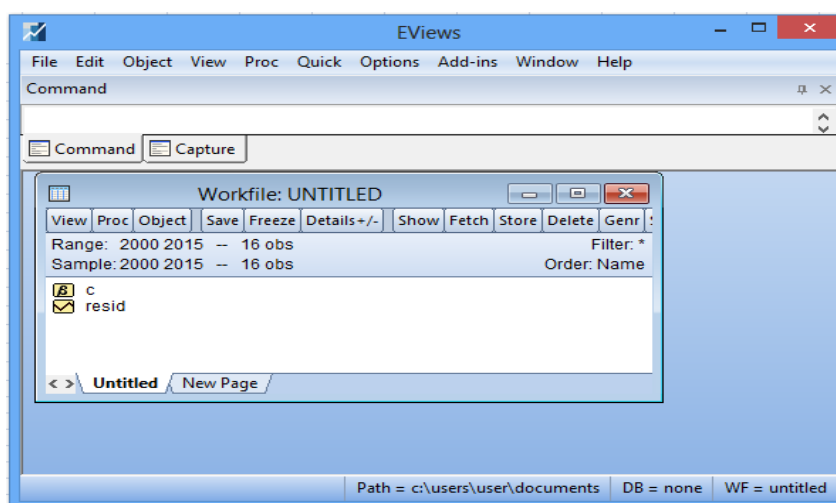 EViews
File Edit Object View Proc Quick Options Add-ins Window Help
Command
Command Capture
Workfile: UNTITLED
View Proc Object Save Freeze Details+/- Show Fetch Store Delete Genr
Range: 2000 2015 -- 16 obs Filter: *
Sample: 2000 2015 -- 16 obs Order: Name
β c
resid
< > Untitled New Page
Path = c:\users\user\documents DB = none WF = untitled